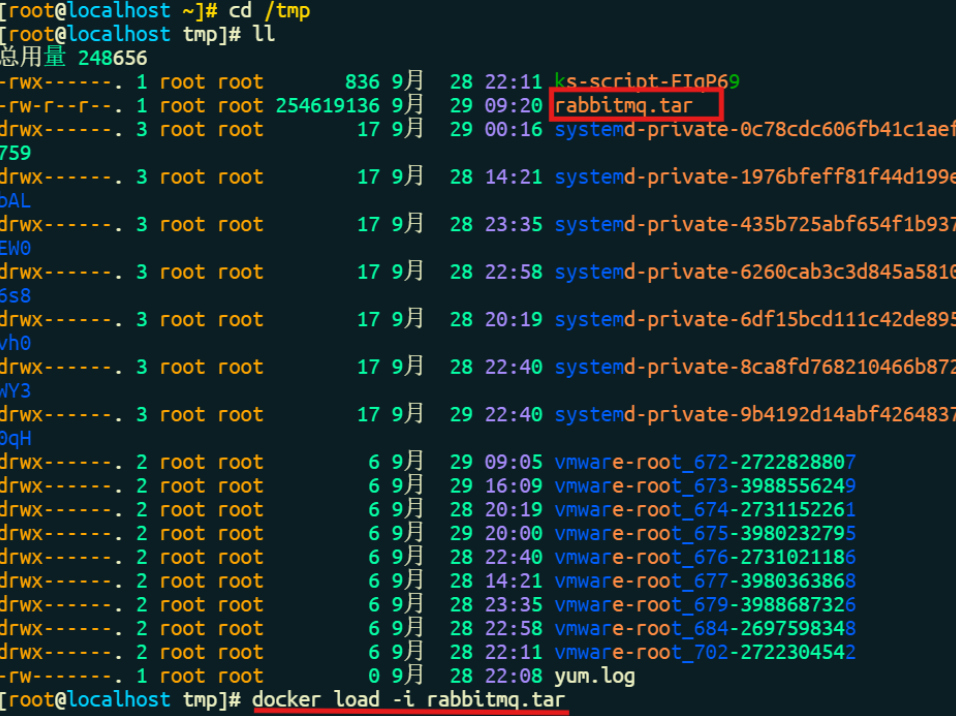 [root@localhost ~]# cd /tmp
[root@localhost tmp]# ll
总用量 248656
-rwx------. 1 root root 836 9月 28 22:11 ks-script-EIqP69
-rw-r--r--. 1 root root 254619136 9月 29 09:20 rabbitmq.tar
drwx------. 3 root root 17 9月 29 00:16 systemd-private-0c78cdc606fb41c1aef
759
drwx------. 3 root root 17 9月 28 14:21 systemd-private-1976bfeff81f44d199e
bAL
drwx------. 3 root root 17 9月 28 23:35 systemd-private-435b725abf654f1b937
EW0
drwx------. 3 root root 17 9月 28 22:58 systemd-private-6260cab3c3d845a5810
6s8
drwx------. 3 root root 17 9月 28 20:19 systemd-private-6df15bcd111c42de895
vh0
drwx------. 3 root root 17 9月 28 22:40 systemd-private-8ca8fd768210466b872
WY3
drwx------. 3 root root 17 9月 29 22:40 systemd-private-9b4192d14abf4264837
0qH
drwx------. 2 root root 6 9月 29 09:05 vmware-root_672-2722828807
drwx------. 2 root root 6 9月 29 16:09 vmware-root_673-3988556249
drwx------. 2 root root 6 9月 28 20:19 vmware-root_674-2731152261
drwx------. 2 root root 6 9月 29 20:00 vmware-root_675-3980232795
drwx------. 2 root root 6 9月 28 22:40 vmware-root_676-2731021186
drwx------. 2 root root 6 9月 28 14:21 vmware-root_677-3980363868
drwx------. 2 root root 6 9月 28 23:35 vmware-root_679-3988687326
drwx------. 2 root root 6 9月 28 22:58 vmware-root_684-2697598348
drwx------. 2 root root 6 9月 28 22:11 vmware-root_702-2722304542
-rw-------. 1 root root 0 9月 28 22:08 yum.log
[root@localhost tmp]# docker load -i rabbitmq.tar